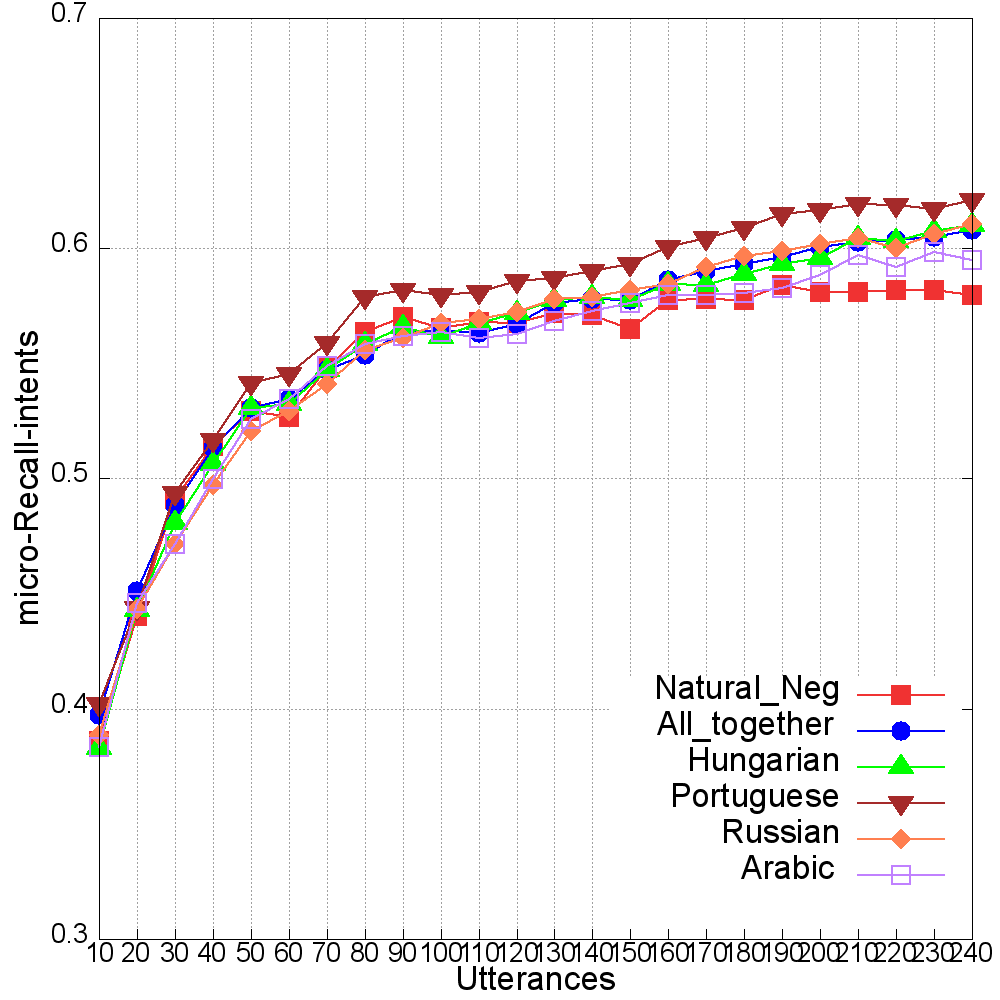 0.7
0.6
0.5
0.4
0.3
micro-Recall-intents
Natural_Neg
All_together
Hungarian
Portuguese
Russian
Arabic
10 20 30 40 50 60 70 80 90 100 110 120 130 140 150 160 170 180 190 200 210 220 230 240
Utterances